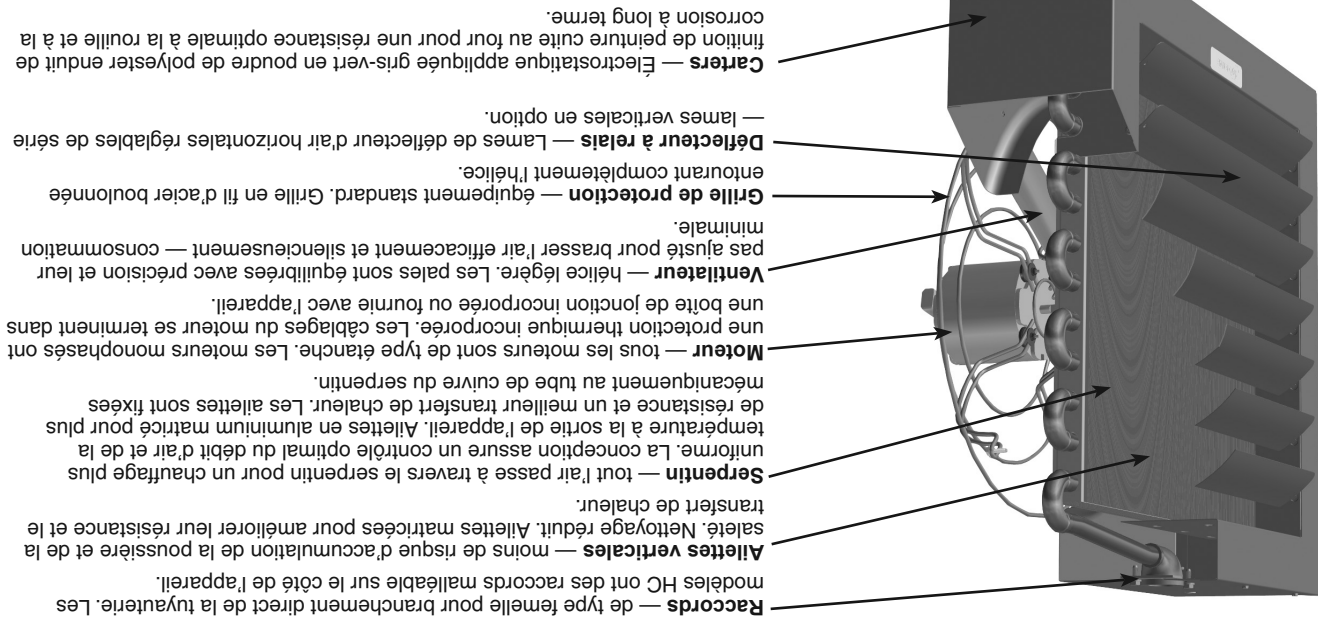 Raccords — de type femelle pour branchement direct de la tuyauterie. Les
modèles HC ont des raccords malléable sur le côté de l'appareil.
Ailettes verticales — moins de risque d'accumulation de la poussière et de la
saleté. Nettoyage réduit. Ailettes matricées pour améliorer leur résistance et le
transfert de chaleur.
Serpentin — tout l'air passe à travers le serpentin pour un chauffage plus
uniforme. La conception assure un contrôle optimal du débit d'air et de la
température à la sortie de l'appareil. Ailettes en aluminium matricé pour plus
de résistance et un meilleur transfert de chaleur. Les ailettes sont fixées
mécaniquement au tube de cuivre du serpentin.
Moteur — tous les moteurs sont de type étanche. Les moteurs monophasés ont
une protection thermique incorporée. Les câblages du moteur se terminent dans
une boîte de jonction incorporée ou fournie avec l'appareil.
Ventilateur — hélice légère. Les pales sont équilibrées avec précision et leur
pas ajusté pour brasser l'air efficacement et silencieusement — consommation
minimale.
Grille de protection — équipement standard. Grille en fil d'acier boulonnée
entourant complètement l'hélice.
Déflecteur à relais — Lames de déflecteur d'air horizontales réglables de série
— lames verticales en option.
Carters — Électrostatique appliquée gris-vert en poudre de polyester enduit de
finition de peinture cuite au four pour une résistance optimale à la rouille et à la
corrosion à long terme.